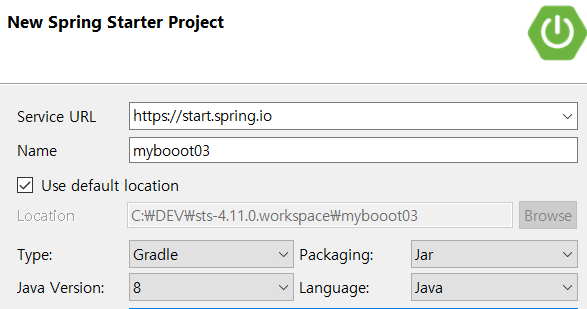 New Spring Starter Project
Service URL https://start.spring.io
Name mybooot03
Use default location
Location C:₩DEV₩sts-4.11.0.workspace₩mybooot03 Browse
Type: Gradle Packaging: Jar
Java Version: 8 Language: Java